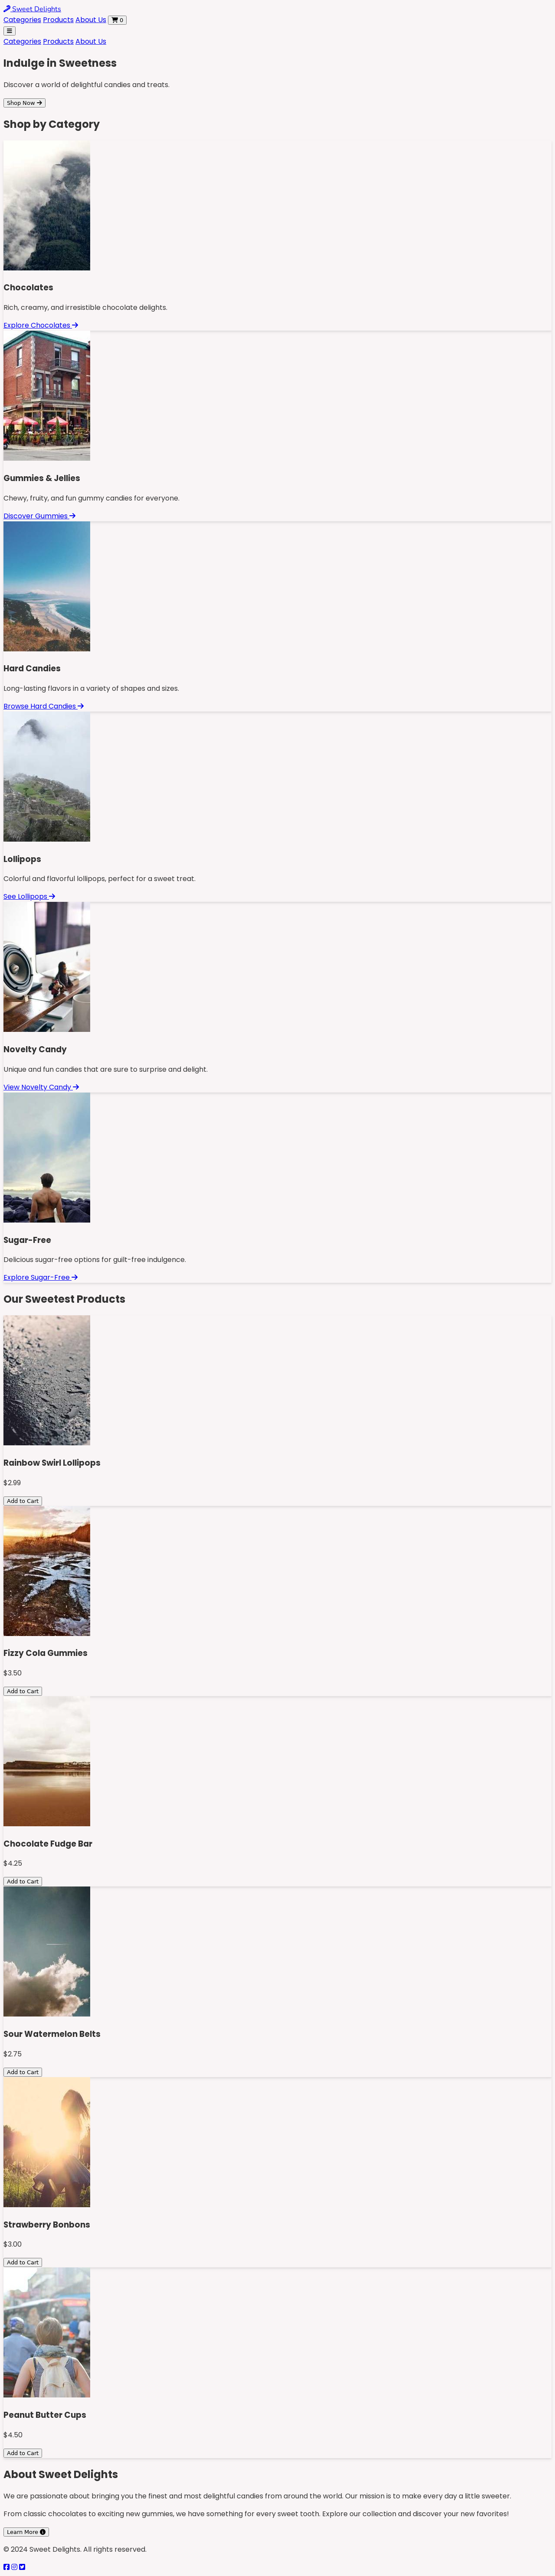 Sweet Delights
Categories Products About Us 0
Categories Products About Us
Indulge in Sweetness
Discover a world of delightful candies and treats.
Shop Now
Shop by Category
Chocolates
Rich, creamy, and irresistible chocolate delights.
Explore Chocolates
Gummies & Jellies
Chewy, fruity, and fun gummy candies for everyone.
Discover Gummies
Hard Candies
Long-lasting flavors in a variety of shapes and sizes.
Browse Hard Candies
Lollipops
Colorful and flavorful lollipops, perfect for a sweet treat.
See Lollipops
Novelty Candy
Unique and fun candies that are sure to surprise and delight.
View Novelty Candy
Sugar-Free
Delicious sugar-free options for guilt-free indulgence.
Explore Sugar-Free
Our Sweetest Products
Rainbow Swirl Lollipops
$2.99
Add to Cart
Fizzy Cola Gummies
$3.50
Add to Cart
Chocolate Fudge Bar
$4.25
Add to Cart
Sour Watermelon Belts
$2.75
Add to Cart
Strawberry Bonbons
$3.00
Add to Cart
Peanut Butter Cups
$4.50
Add to Cart
About Sweet Delights
We are passionate about bringing you the finest and most delightful candies from around the world. Our mission is to make every day a little sweeter.
From classic chocolates to exciting new gummies, we have something for every sweet tooth. Explore our collection and discover your new favorites!
Learn More
© 2024 Sweet Delights. All rights reserved.